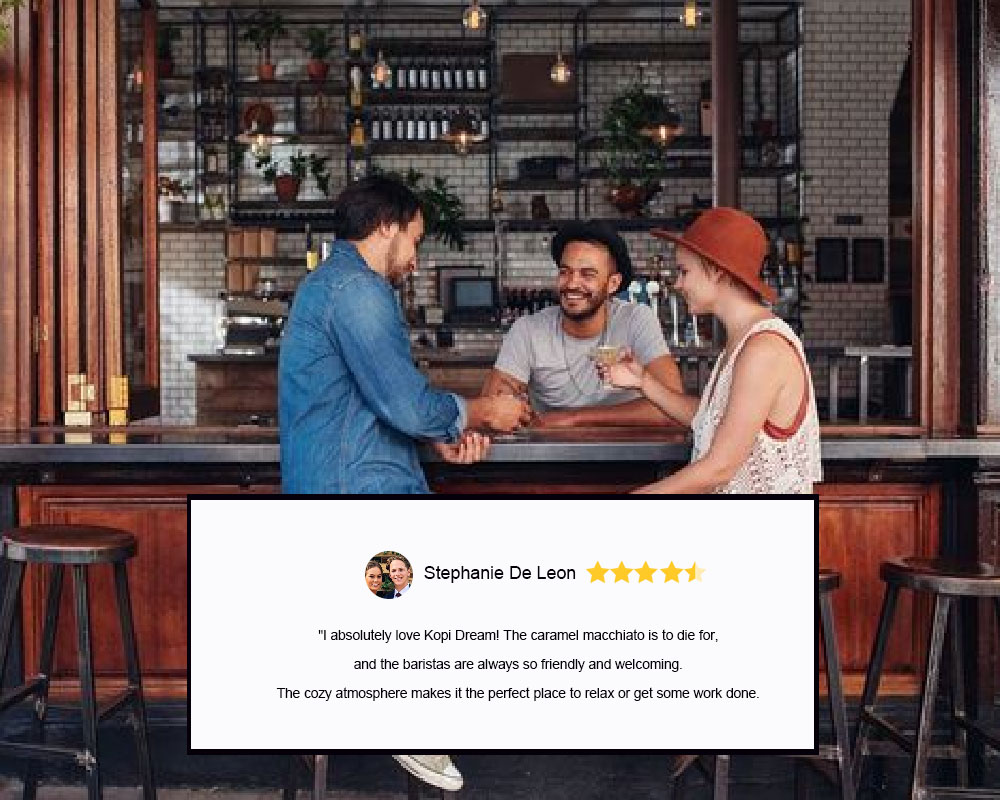 Stephanie De Leon
"I absolutely love Kopi Dream! The caramel macchiato is to die for,
and the baristas are always so friendly and welcoming.
The cozy atmosphere makes it the perfect place to relax or get some work done.